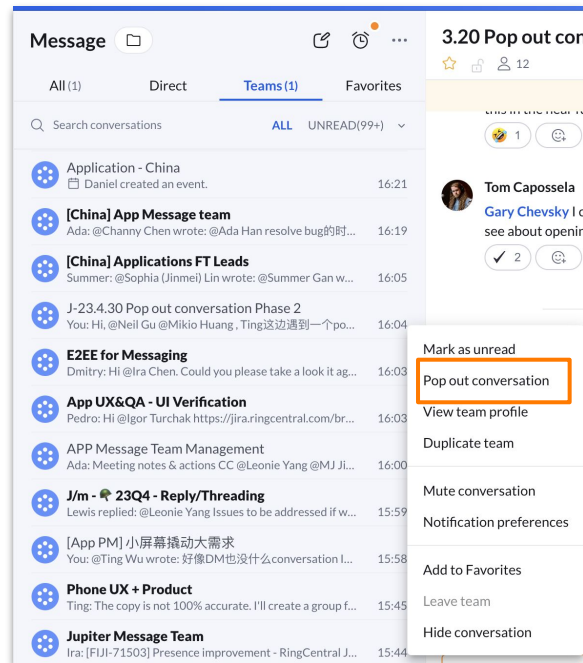 Message
3.20 Pop out con
12
All (1) Direct Teams (1) Favorites
Search conversations ALL UNREAD(99+)
1
Application - China
Daniel created an event. 16:21
[China] App Message team
Ada: @Channy Chen wrote: @Ada Han resolve bug的时... 16:19
[China] Applications FT Leads
Summer: @Sophia (Jinmei) Lin wrote: @Summer Gan w... 16:05
J-23.4.30 Pop out conversation Phase 2
You: Hi, @Neil Gu @Mikio Huang , Ting这边遇到一个po... 16:04
E2EE for Messaging
Dmitry: Hi @Ira Chen. Could you please take a look it ag... 16:03
App UX&QA - UI Verification
Pedro: Hi @Igor Turchak https://jira.ringcentral.com/br... 16:03
APP Message Team Management
Ada: Meeting notes & actions CC @Leonie Yang @MJ Ji... 16:00
J/m - 23Q4 - Reply/Threading
Lewis replied: @Leonie Yang Issues to be addressed if w... 15:59
[App PM] 小屏幕撬动大需求
You: @Ting Wu wrote: 好像DM也没什么conversation l... 15:58
Phone UX + Product
Ting: The copy is not 100% accurate. I'll create a group f... 15:45
Jupiter Message Team
Ira: [FIJI-71503] Presence improvement - RingCentral J... 15:44
Tom Capossela
Gary Chevsky I c
see about openin
2
Mark as unread
Pop out conversation
View team profile
Duplicate team
Mute conversation
Notification preferences
Add to Favorites
Leave team
Hide conversation